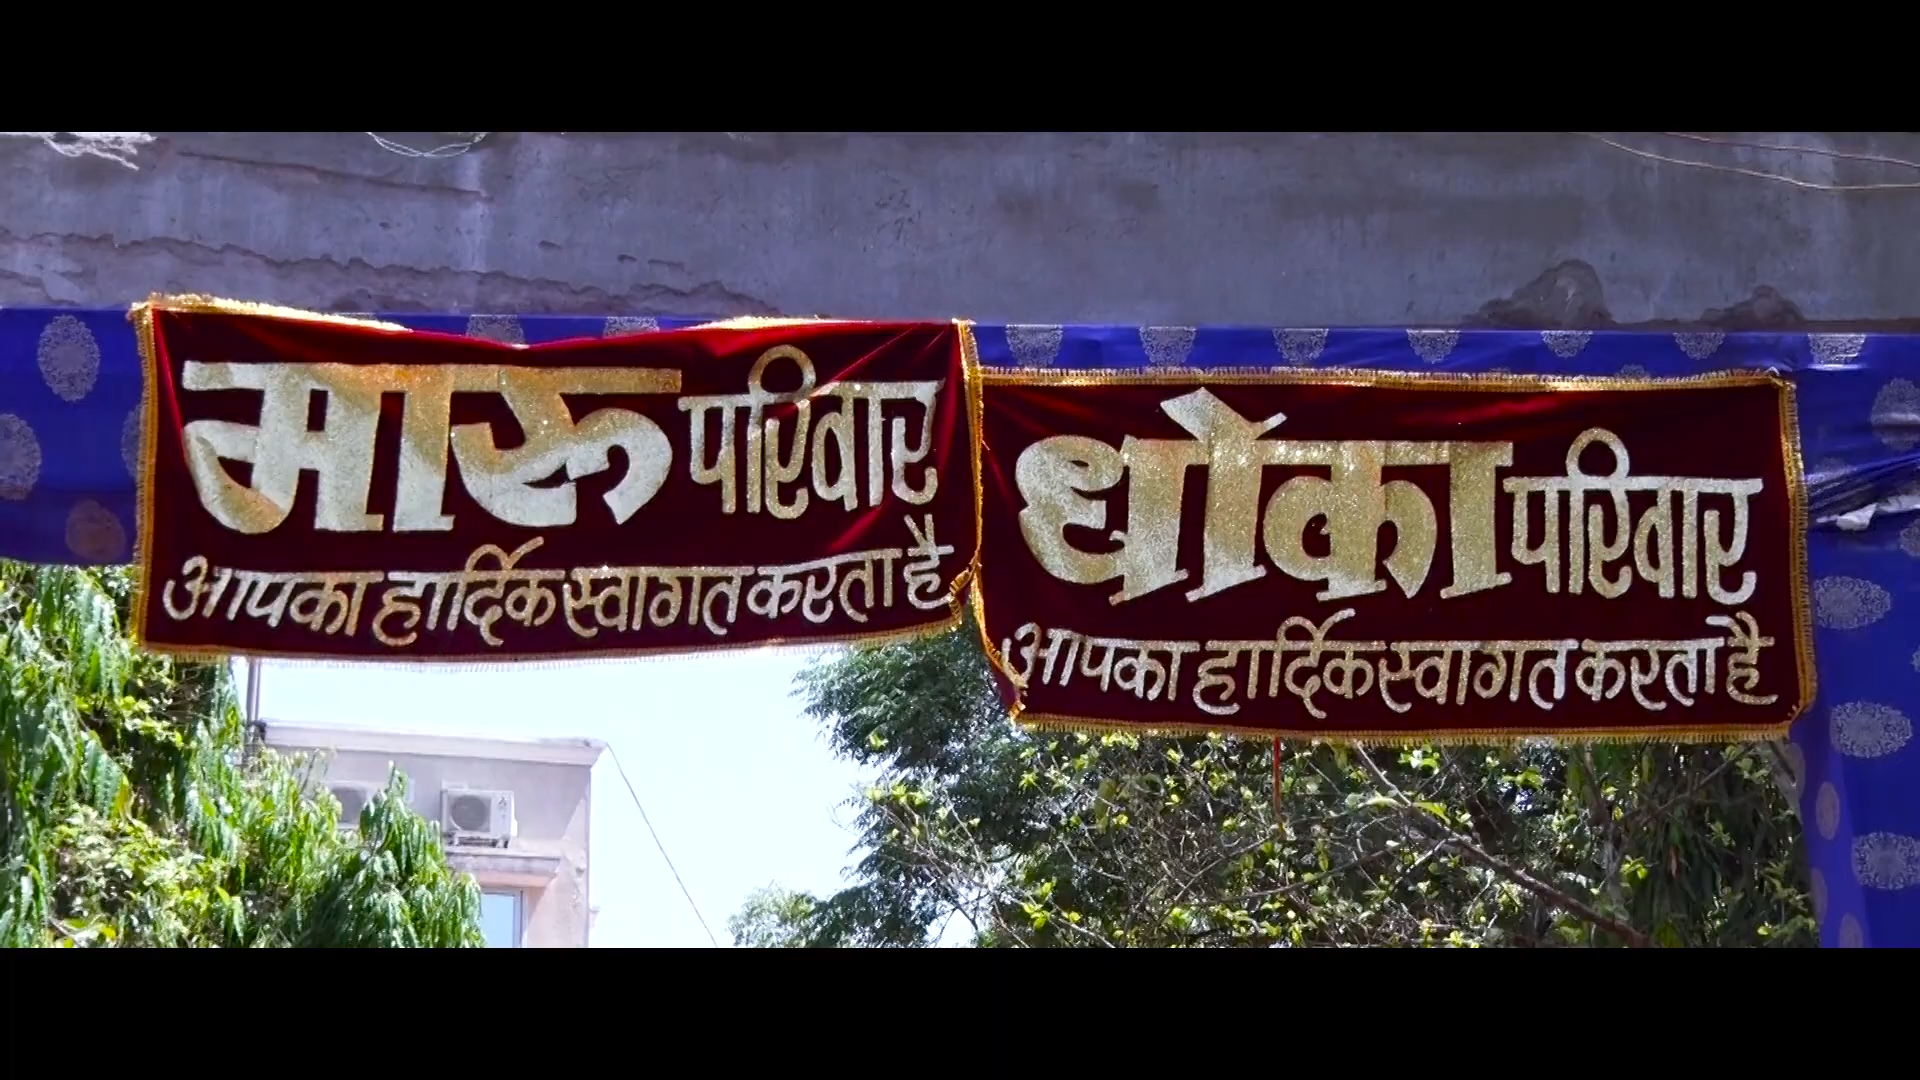 मारू परिवार
आपका हार्दिक स्वागत करता है
धोका परिवार
आपका हार्दिक स्वागत करता है